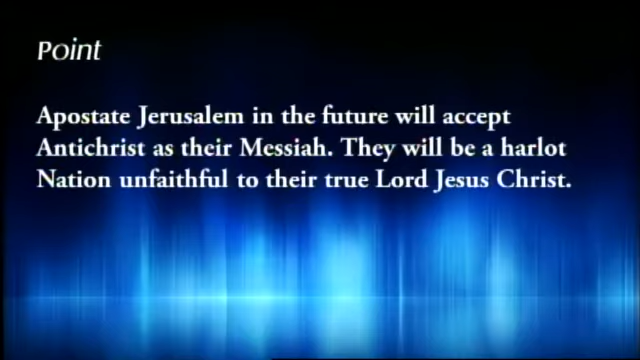 Point
Apostate Jerusalem in the future will accept
Antichrist as their Messiah. They will be a harlot
Nation unfaithful to their true Lord Jesus Christ.